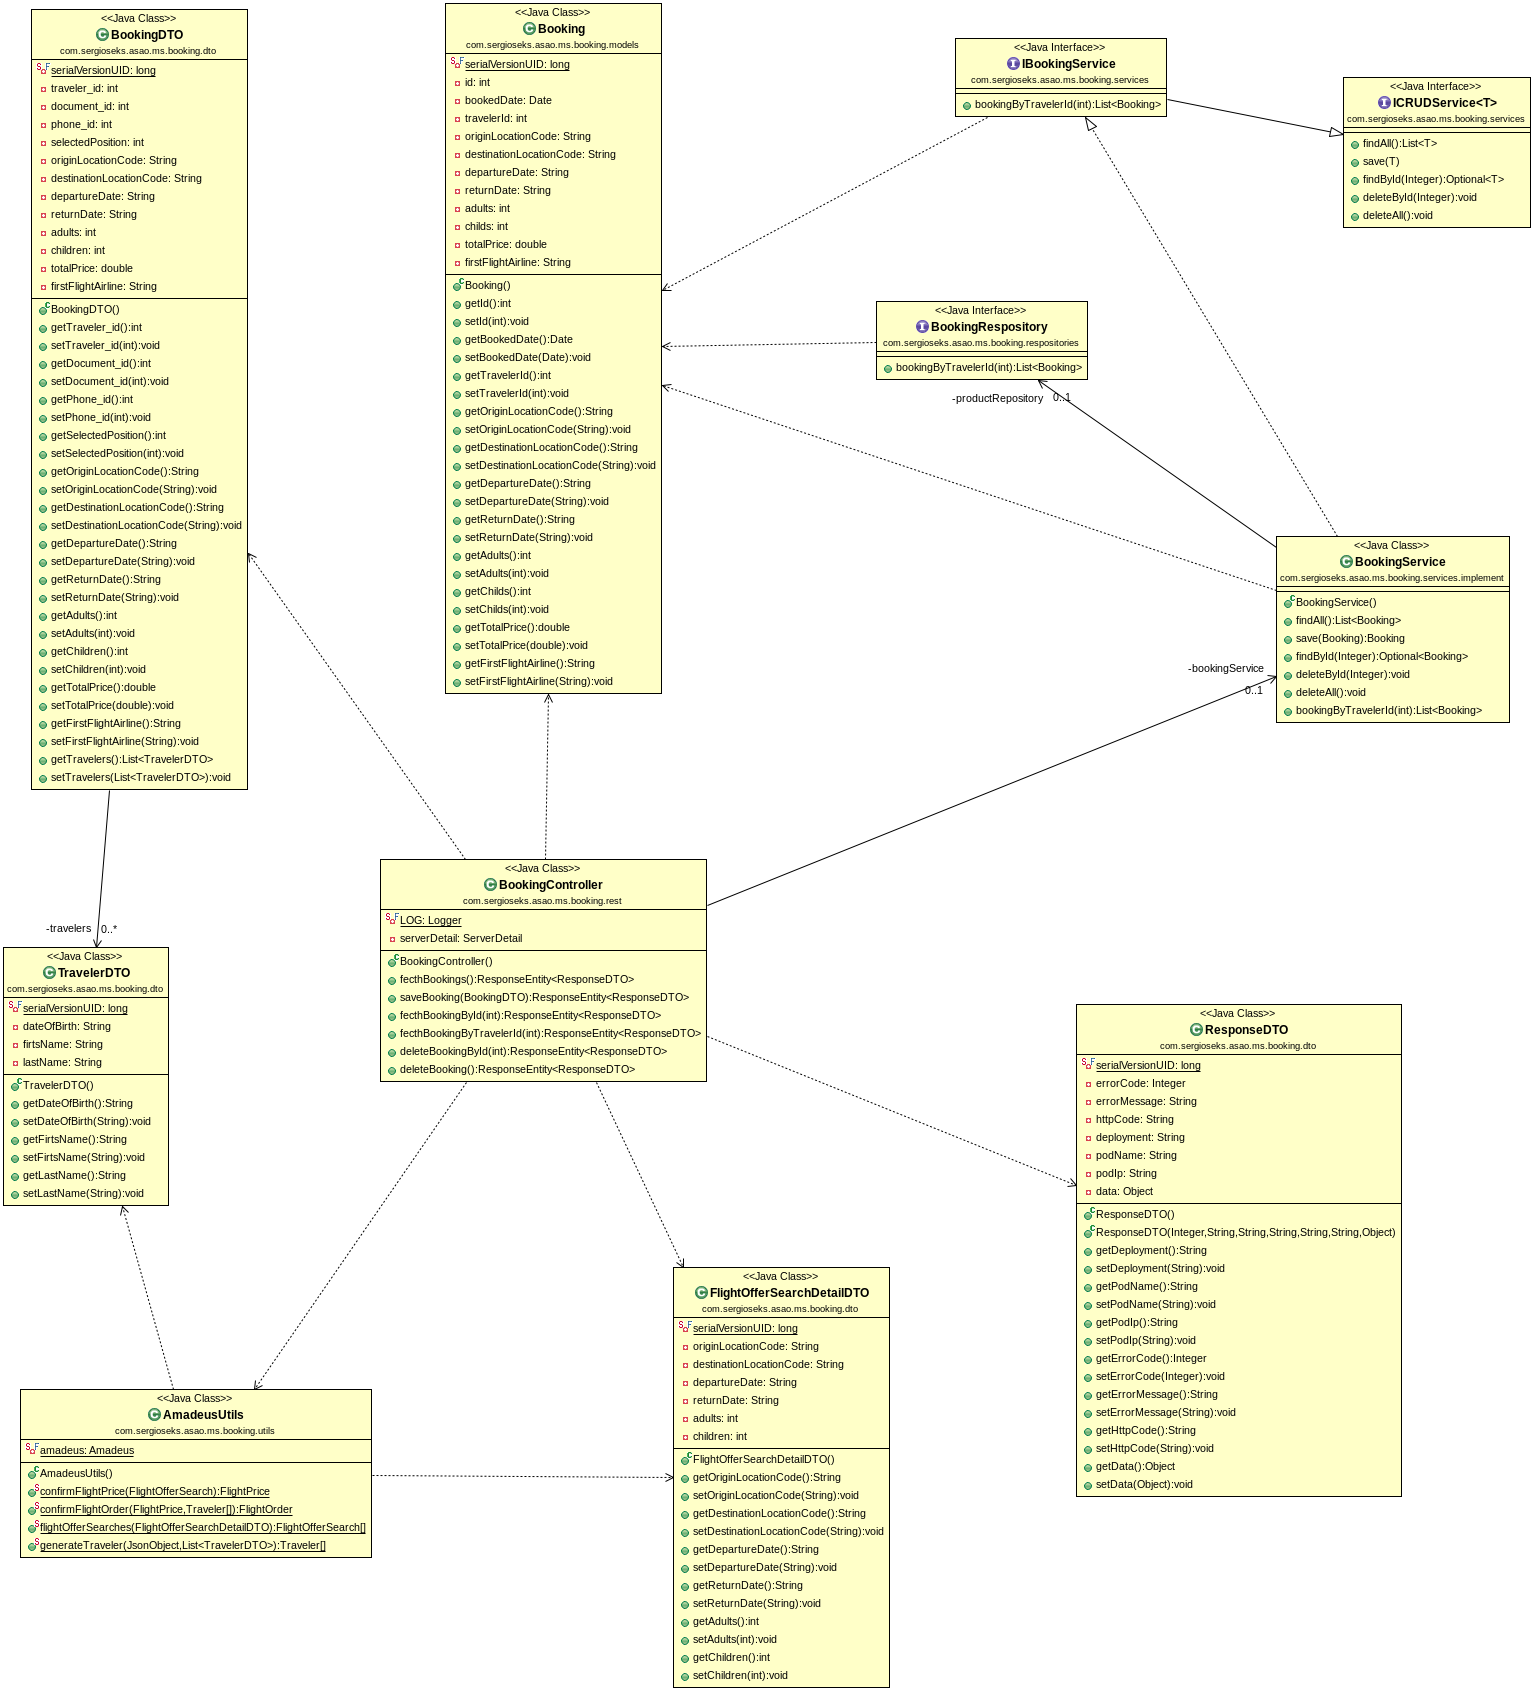 <<Java Class>>
BookingDTO
com.sergioseks.asao.ms.booking.dto
serialVersionUID: long
traveler_id: int
document_id: int
phone_id: int
selectedPosition: int
originLocationCode: String
destinationLocationCode: String
departureDate: String
returnDate: String
adults: int
children: int
totalPrice: double
firstFlightAirline: String
BookingDTO()
getTraveler_id():int
setTraveler_id(int):void
getDocument_id():int
setDocument_id(int):void
getPhone_id():int
setPhone_id(int):void
getSelectedPosition():int
setSelectedPosition(int):void
getOriginLocationCode():String
setOriginLocationCode(String):void
getDestinationLocationCode():String
setDestinationLocationCode(String):void
getDepartureDate():String
setDepartureDate(String):void
getReturnDate():String
setReturnDate(String):void
getAdults():int
setAdults(int):void
getChildren():int
setChildren(int):void
getTotalPrice():double
setTotalPrice(double):void
getFirstFlightAirline():String
setFirstFlightAirline(String):void
getTravelers():List<TravelerDTO>
setTravelers(List<TravelerDTO>):void
<<Java Class>>
Booking
com.sergioseks.asao.ms.booking.models
serialVersionUID: long
id: int
bookedDate: Date
travelerId: int
originLocationCode: String
destinationLocationCode: String
departureDate: String
returnDate: String
adults: int
childs: int
totalPrice: double
firstFlightAirline: String
Booking()
getId():int
setId(int):void
getBookedDate():Date
setBookedDate(Date):void
getTravelerId():int
setTravelerId(int):void
getOriginLocationCode():String
setOriginLocationCode(String):void
getDestinationLocationCode():String
setDestinationLocationCode(String):void
getDepartureDate():String
setDepartureDate(String):void
getReturnDate():String
setReturnDate(String):void
getAdults():int
setAdults(int):void
getChilds():int
setChilds(int):void
getTotalPrice():double
setTotalPrice(double):void
getFirstFlightAirline():String
setFirstFlightAirline(String):void
<<Java Interface>>
IBookingService
com.sergioseks.asao.ms.booking.services
bookingByTravelerId(int):List<Booking>
<<Java Interface>>
ICRUDService<T>
com.sergioseks.asao.ms.booking.services
findAll():List<T>
save(T)
findById(Integer):Optional<T>
deleteById(Integer):void
deleteAll():void
<<Java Interface>>
BookingRespository
com.sergioseks.asao.ms.booking.respositories
bookingByTravelerId(int):List<Booking>
-productRepository 0..1
<<Java Class>>
BookingService
com.sergioseks.asao.ms.booking.services.implement
BookingService()
findAll():List<Booking>
save(Booking):Booking
findById(Integer):Optional<Booking>
deleteById(Integer):void
deleteAll():void
bookingByTravelerId(int):List<Booking>
-bookingService
0..1
<<Java Class>>
BookingController
com.sergioseks.asao.ms.booking.rest
LOG: Logger
serverDetail: ServerDetail
BookingController()
fecthBookings():ResponseEntity<ResponseDTO>
saveBooking(BookingDTO):ResponseEntity<ResponseDTO>
fecthBookingById(int):ResponseEntity<ResponseDTO>
fecthBookingByTravelerId(int):ResponseEntity<ResponseDTO>
deleteBookingById(int):ResponseEntity<ResponseDTO>
deleteBooking():ResponseEntity<ResponseDTO>
-travelers 0..*
<<Java Class>>
TravelerDTO
com.sergioseks.asao.ms.booking.dto
serialVersionUID: long
dateOfBirth: String
firtsName: String
lastName: String
TravelerDTO()
getDateOfBirth():String
setDateOfBirth(String):void
getFirtsName():String
setFirtsName(String):void
getLastName():String
setLastName(String):void
<<Java Class>>
ResponseDTO
com.sergioseks.asao.ms.booking.dto
serialVersionUID: long
errorCode: Integer
errorMessage: String
httpCode: String
deployment: String
podName: String
podIp: String
data: Object
ResponseDTO()
ResponseDTO(Integer,String,String,String,String,String,Object)
getDeployment():String
setDeployment(String):void
getPodName():String
setPodName(String):void
getPodIp():String
setPodIp(String):void
getErrorCode():Integer
setErrorCode(Integer):void
getErrorMessage():String
setErrorMessage(String):void
getHttpCode():String
setHttpCode(String):void
getData():Object
setData(Object):void
<<Java Class>>
FlightOfferSearchDetailDTO
com.sergioseks.asao.ms.booking.dto
serialVersionUID: long
originLocationCode: String
destinationLocationCode: String
departureDate: String
returnDate: String
adults: int
children: int
FlightOfferSearchDetailDTO()
getOriginLocationCode():String
setOriginLocationCode(String):void
getDestinationLocationCode():String
setDestinationLocationCode(String):void
getDepartureDate():String
setDepartureDate(String):void
getReturnDate():String
setReturnDate(String):void
getAdults():int
setAdults(int):void
getChildren():int
setChildren(int):void
<<Java Class>>
AmadeusUtils
com.sergioseks.asao.ms.booking.utils
amadeus: Amadeus
AmadeusUtils()
confirmFlightPrice(FlightOfferSearch):FlightPrice
confirmFlightOrder(FlightPrice,Traveler[]):FlightOrder
flightOfferSearches(FlightOfferSearchDetailDTO):FlightOfferSearch[]
generateTraveler(JsonObject,List<TravelerDTO>):Traveler[]